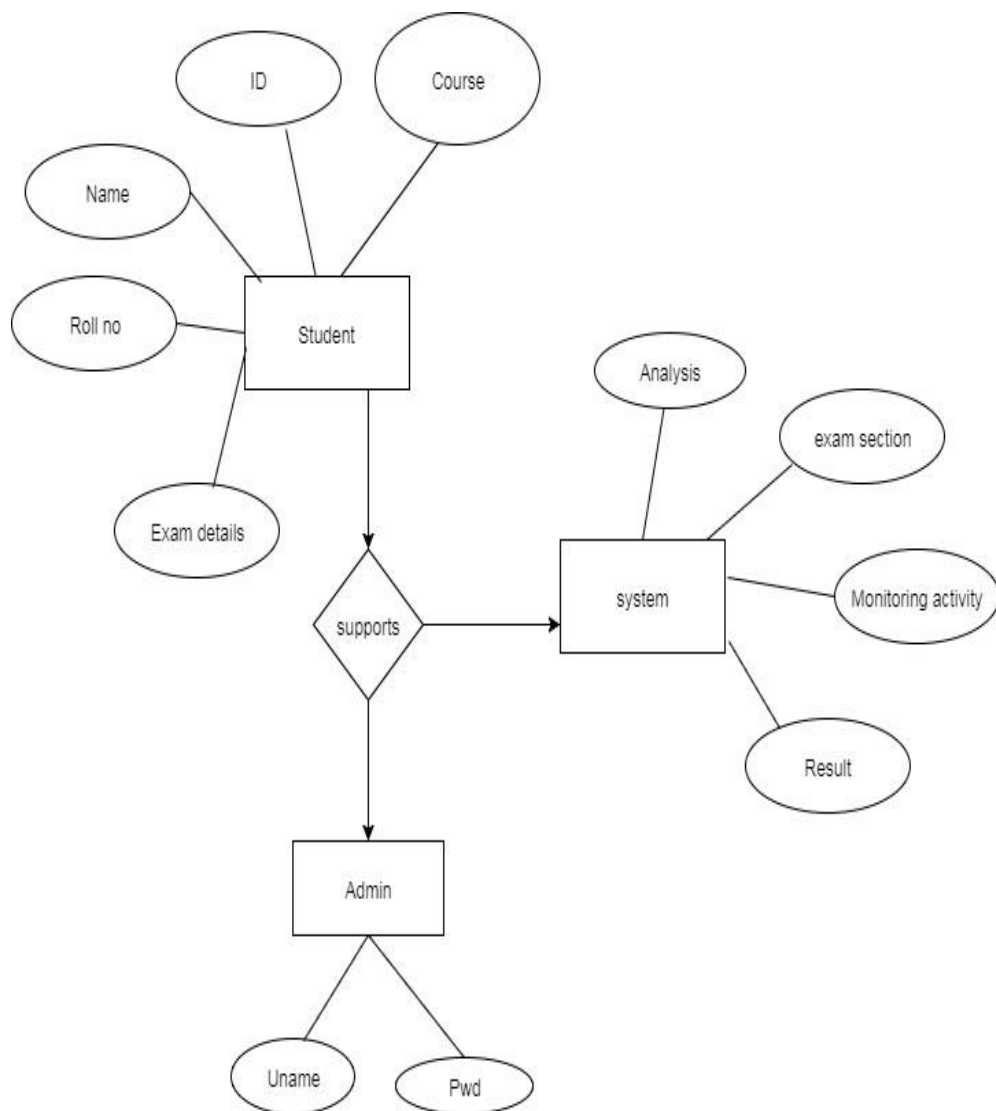 ID
Course
Name
Roll no
Student
Exam details
Analysis
exam section
system
Monitoring activity
supports
Result
Admin
Uname
Pwd